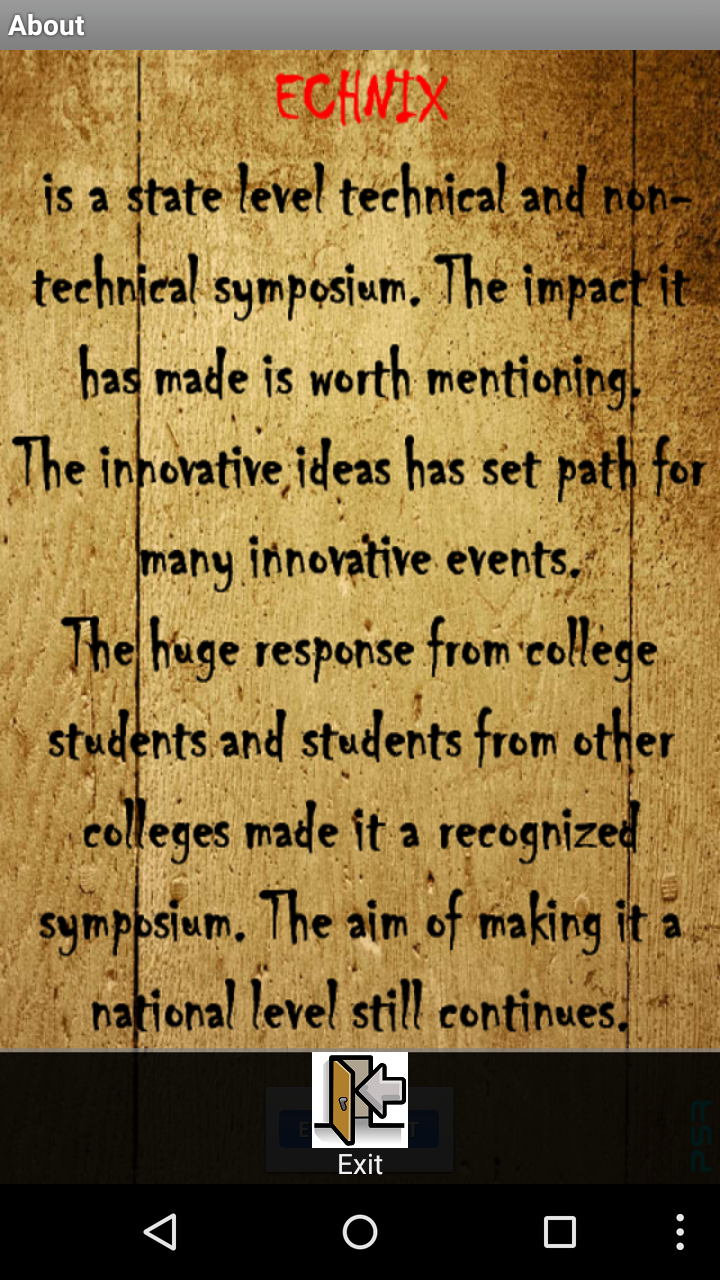 About
ECHNIX
is a state level technical and non-
technical symposium. The impact it
has made is worth mentioning.
The innovative ideas has set path for
many innovative events.
The huge response from college
students and students from other
colleges made it a recognized
symposium. The aim of making it a
national level still continues.
Exit
PSR